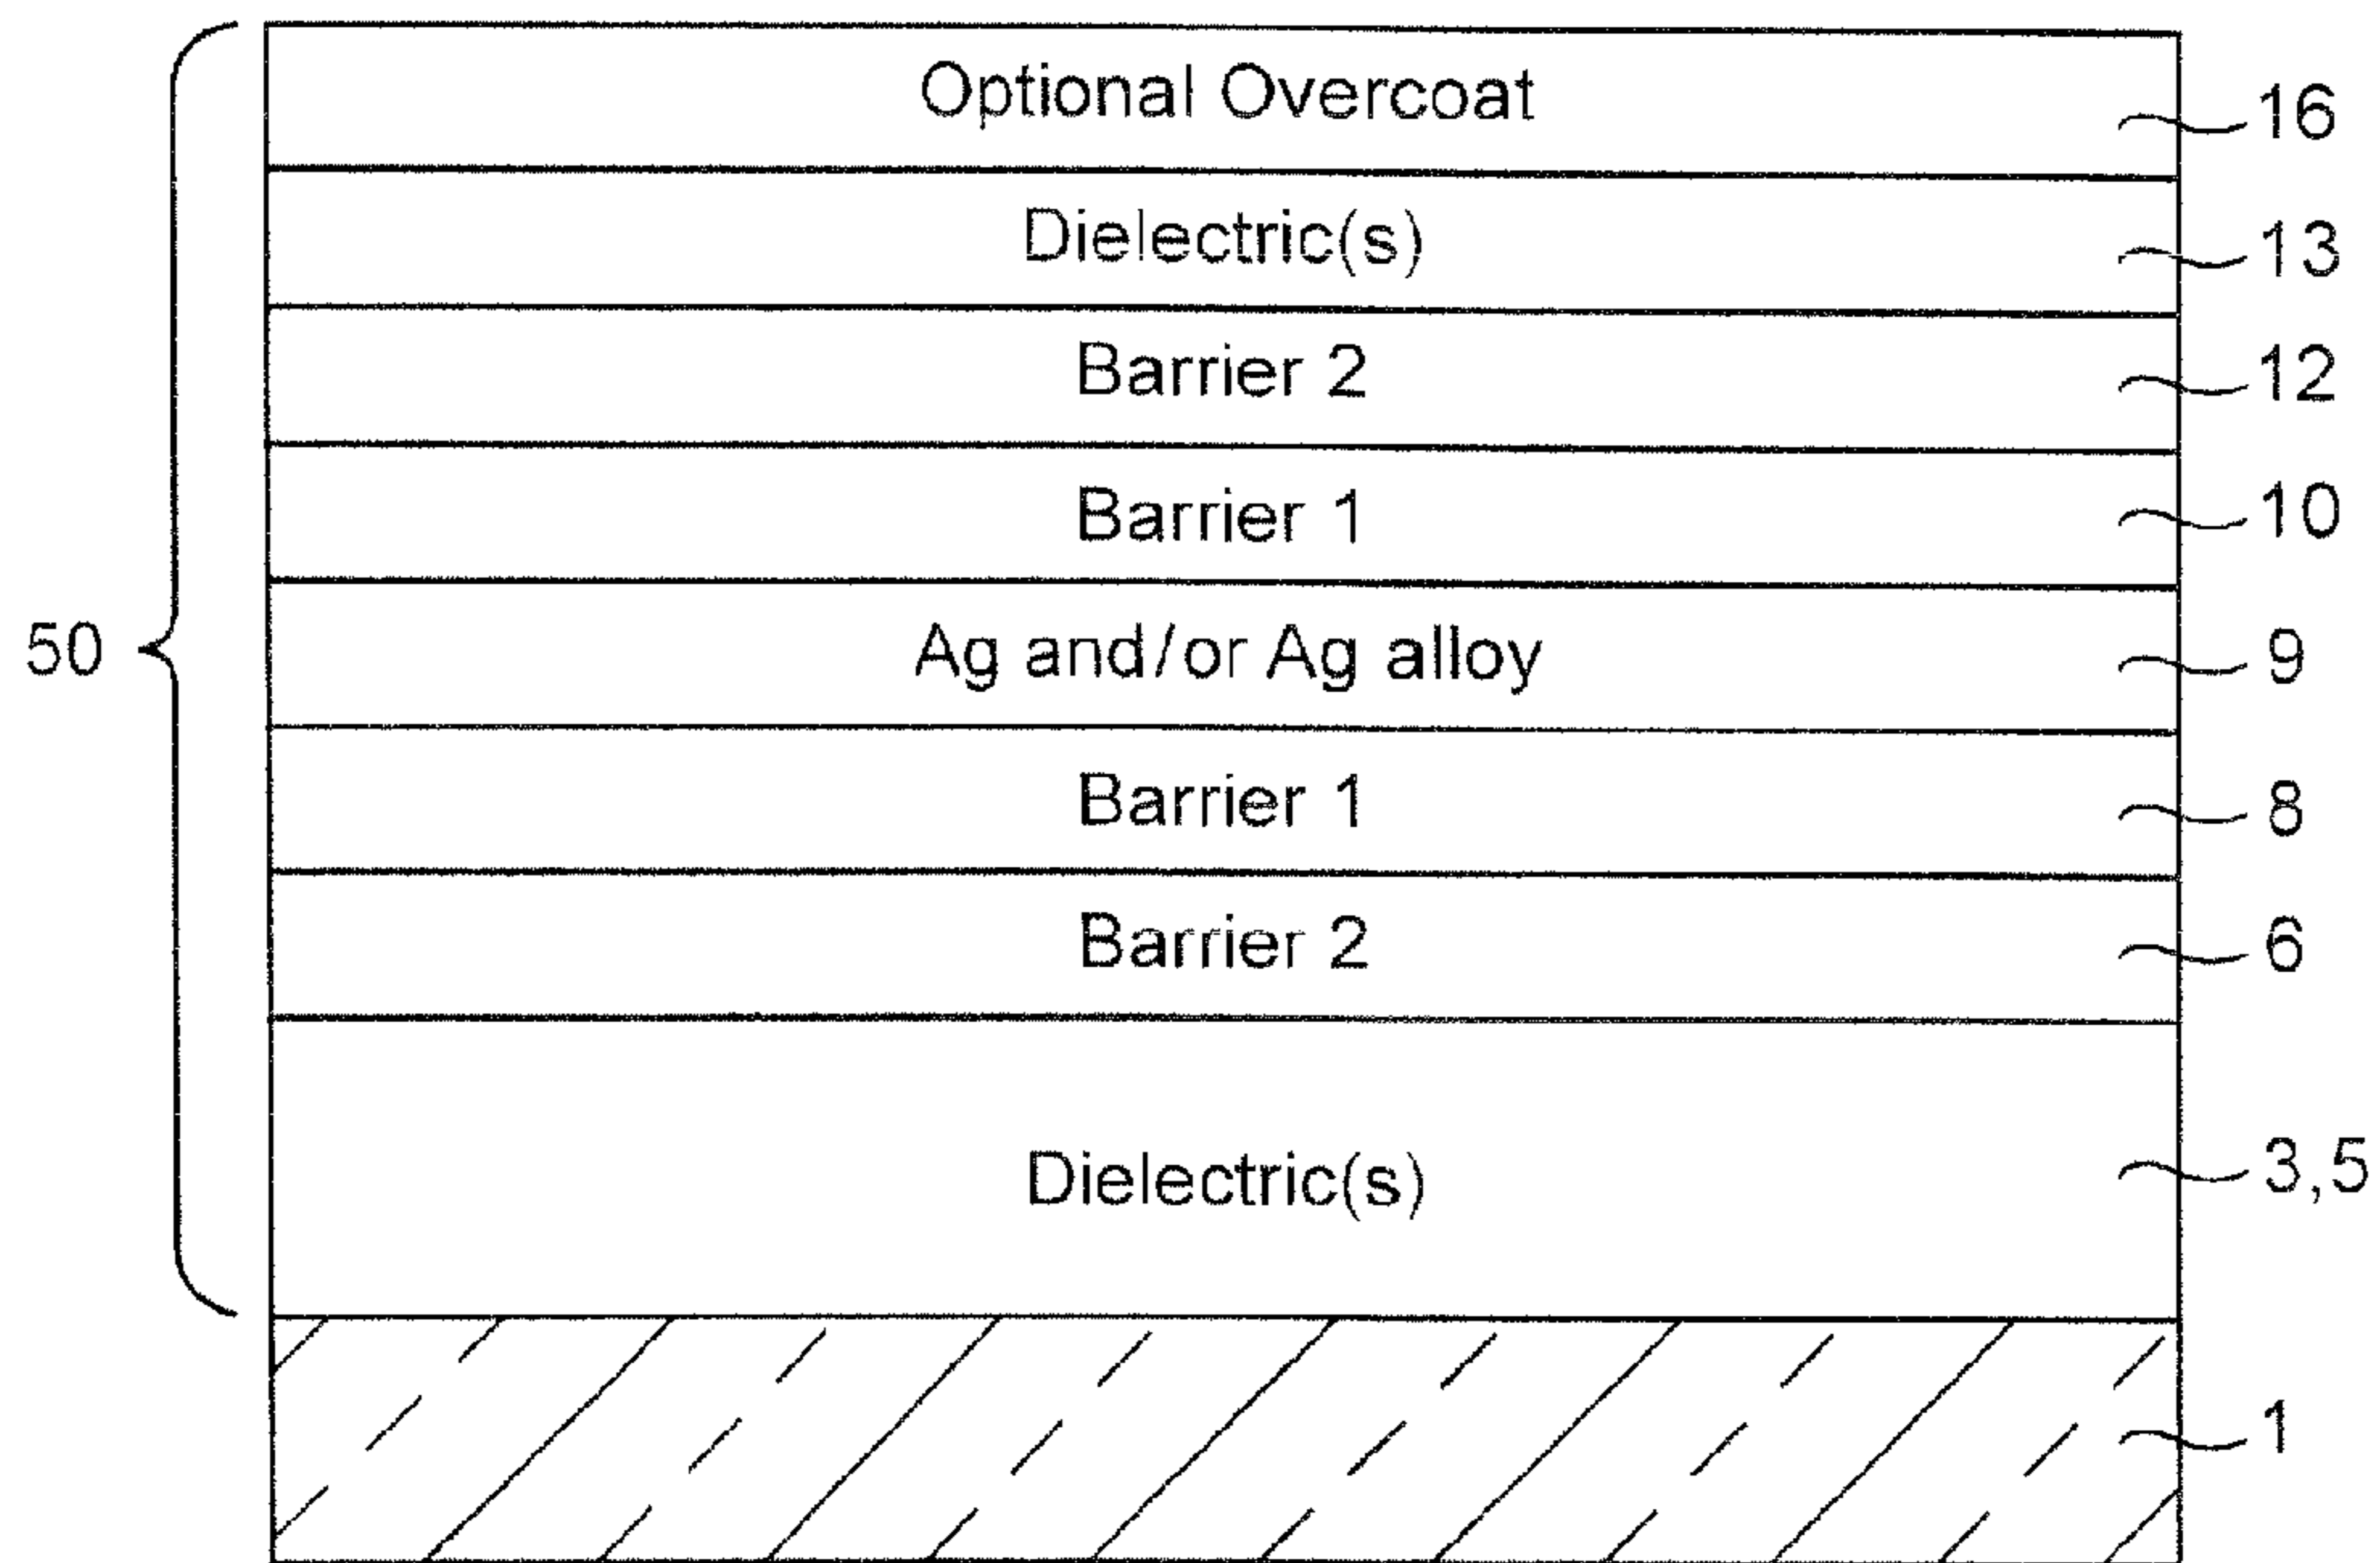 Optional Overcoat 16
Dielectric(s) 13
Barrier 2 12
Barrier 1 10
50 Ag and/or Ag alloy 9
Barrier 1 8
Barrier 2 6
Dielectric(s) 3,5
1